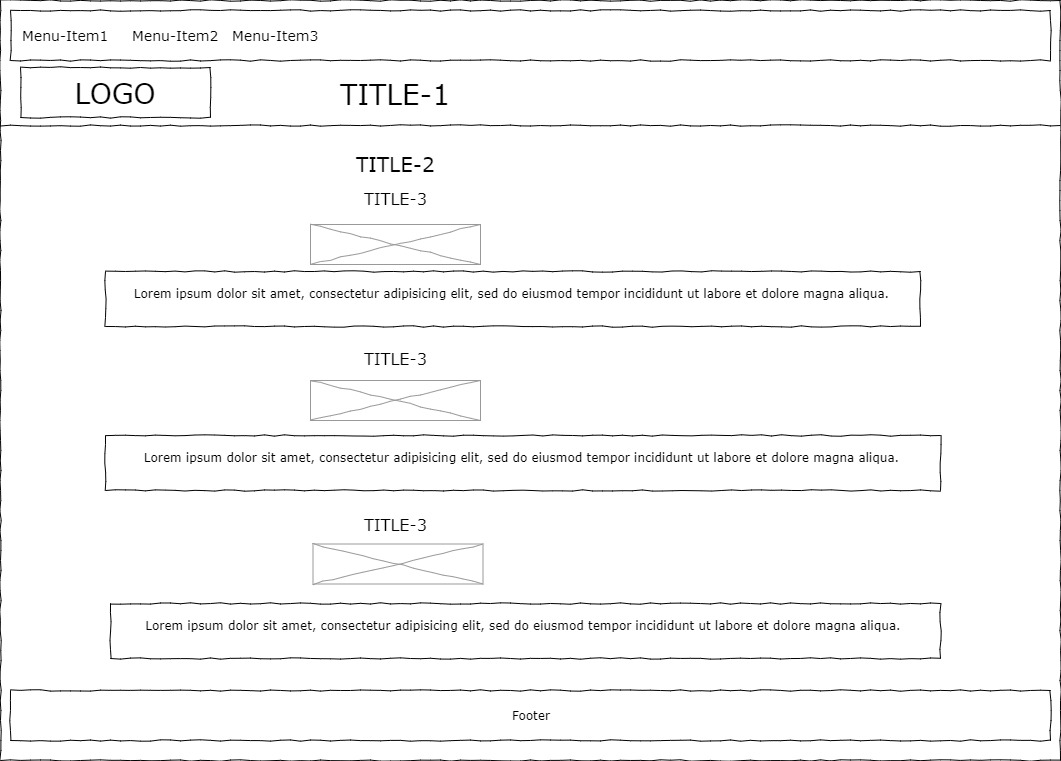 Menu-Item1 Menu-Item2 Menu-Item3
LOGO
TITLE-1
TITLE-2
TITLE-3
Lorem ipsum dolor sit amet, consectetur adipisicing elit, sed do eiusmod tempor incididunt ut labore et dolore magna aliqua.
TITLE-3
Lorem ipsum dolor sit amet, consectetur adipisicing elit, sed do eiusmod tempor incididunt ut labore et dolore magna aliqua.
TITLE-3
Lorem ipsum dolor sit amet, consectetur adipisicing elit, sed do eiusmod tempor incididunt ut labore et dolore magna aliqua.
Footer